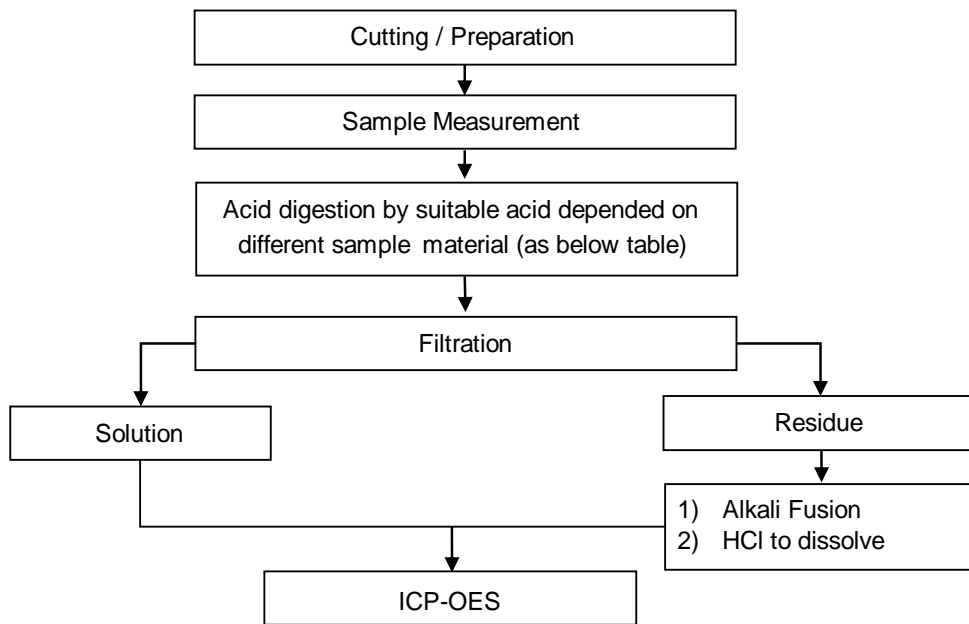 Cutting / Preparation
Sample Measurement
Acid digestion by suitable acid depended on
different sample material (as below table)
Filtration
Solution
Residue
1) Alkali Fusion
2) HCl to dissolve
ICP-OES